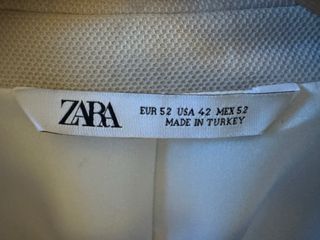 ZARA
EUR 52 USA 42 MEX 52
MADE IN TURKEY